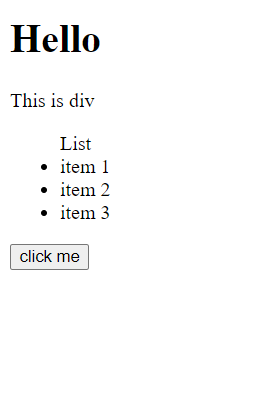 Hello
This is div
List
item 1
item 2
item 3
click me